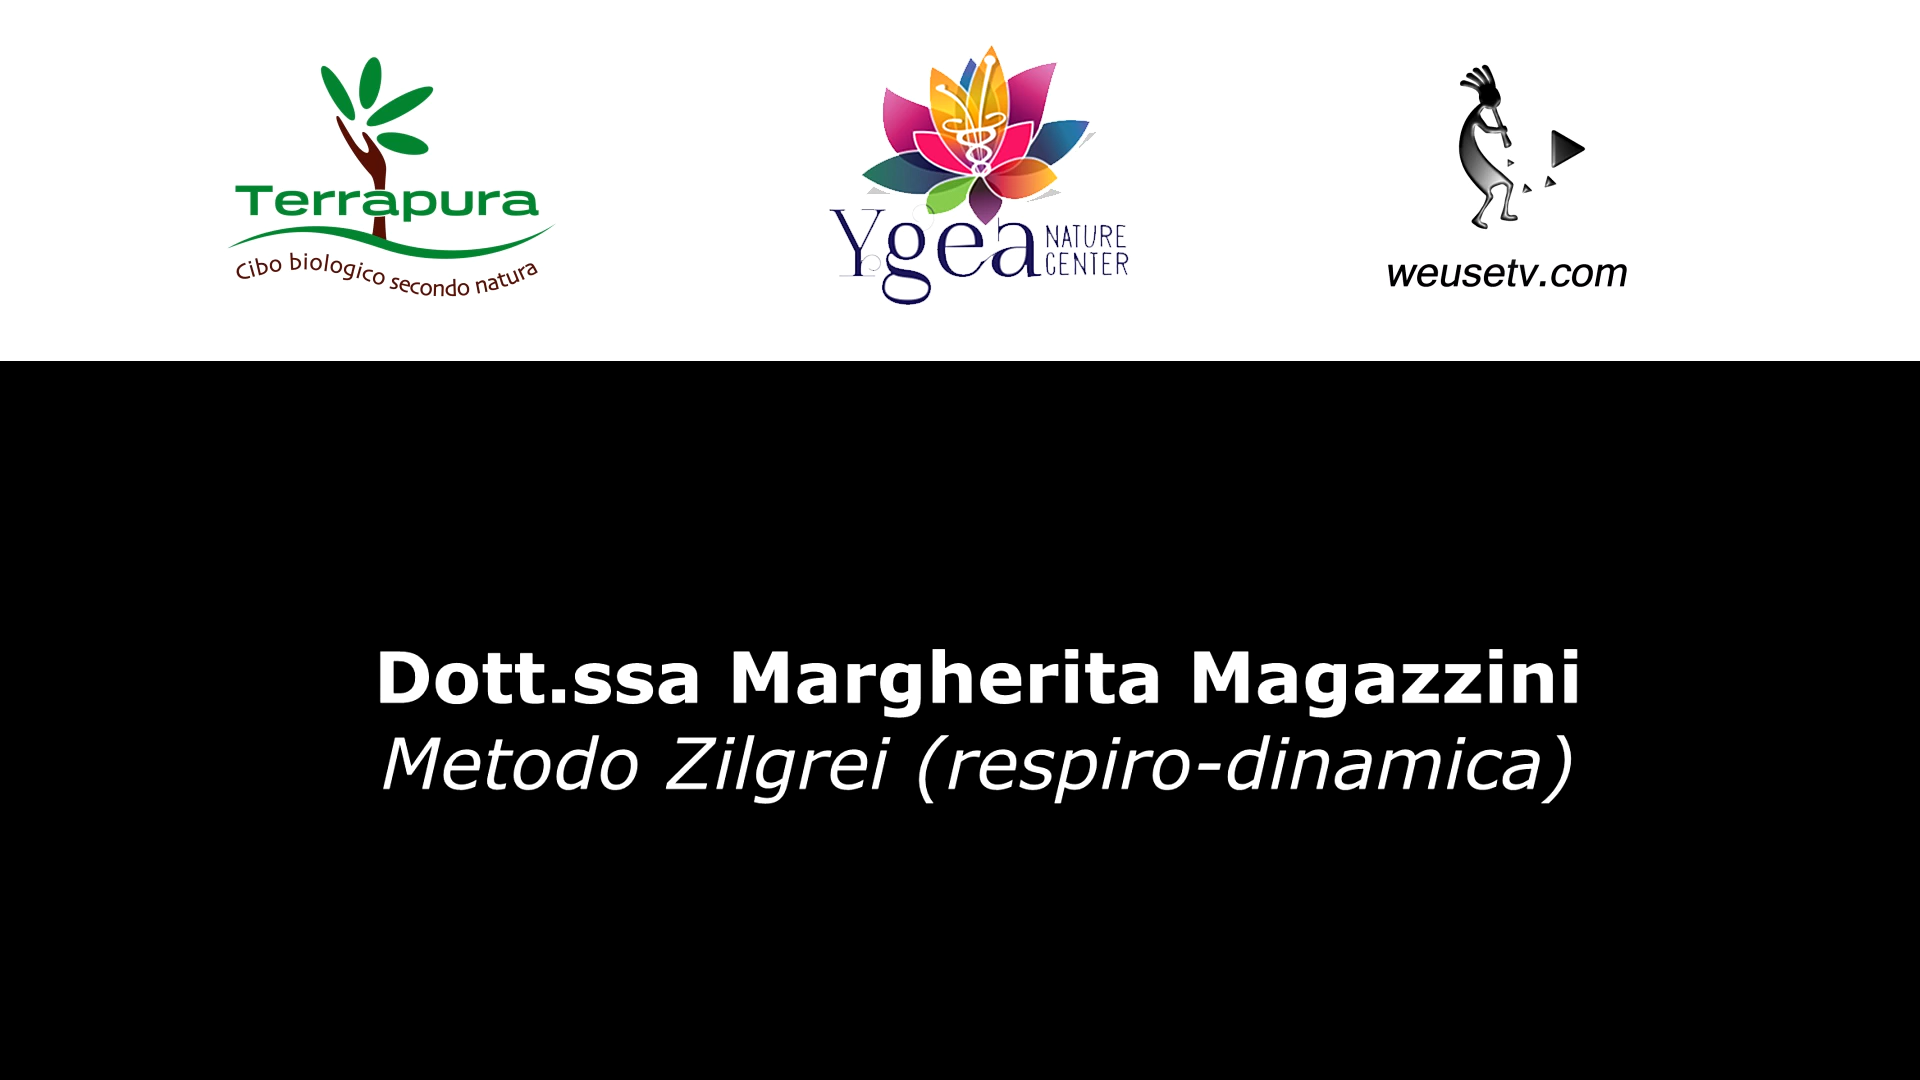 Terrapura
Cibo biologico secondo natura
Ygea NATURE CENTER
weusetv.com
Dott.ssa Margherita Magazzini
Metodo Zilgrei (respiro-dinamica)